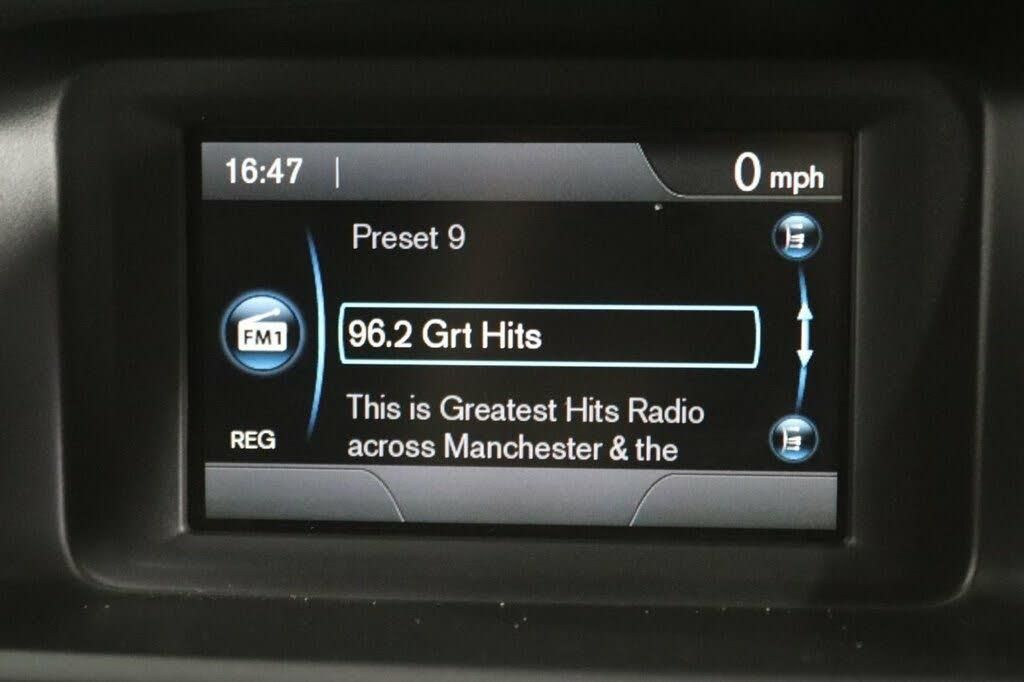 16:47
0 mph
Preset 9
FM1
96.2 Grt Hits
This is Greatest Hits Radio
across Manchester & the
REG